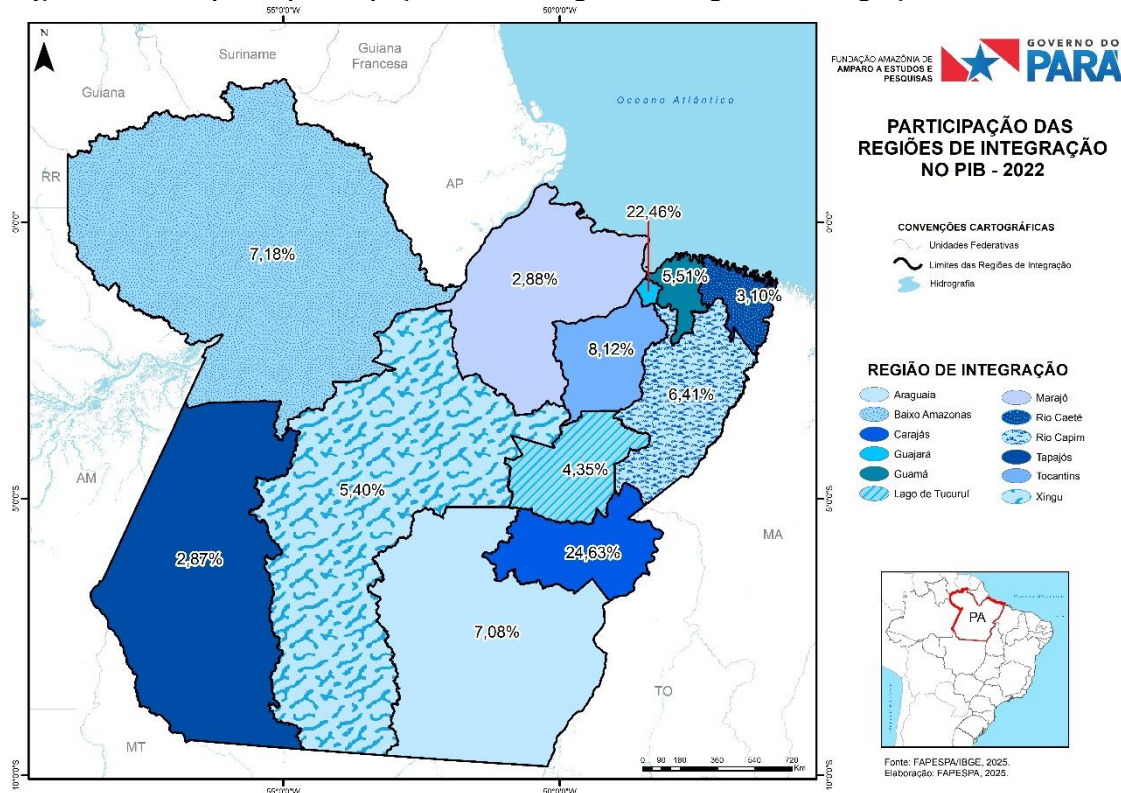 55°0'0"W
50°0'0"W
N
Suriname
Guiana
Francesa
Guiana
Oceano Atlântico
RR
AP
0°0'0"
0°0'0"
22,46%
7,18%
2,88%
5,51%
3,10%
8,12%
6,41%
AM
4,35%
5,40%
5°0'0"S
5°0'0"S
MA
24,63%
2,87%
7,08%
TO
MT
0 90 180 360 540 720
Km
10°0'0"S
10°0'0"S
55°0'0"W
50°0'0"W
FUNDAÇÃO AMAZÔNIA DE
AMPARO A ESTUDOS E
PESQUISAS
GOVERNO DO
PARÁ
PARTICIPAÇÃO DAS
REGIÕES DE INTEGRAÇÃO
NO PIB - 2022
CONVENÇÕES CARTOGRÁFICAS
Unidades Federativas
Limites das Regiões de Integração
Hidrografia
REGIÃO DE INTEGRAÇÃO
Araguaia
Baixo Amazonas
Carajás
Guajará
Guamá
Lago de Tucuruí
Marajó
Rio Caeté
Rio Capim
Tapajós
Tocantins
Xingu
PA
Fonte: FAPESPA/IBGE, 2025.
Elaboração: FAPESPA, 2025.